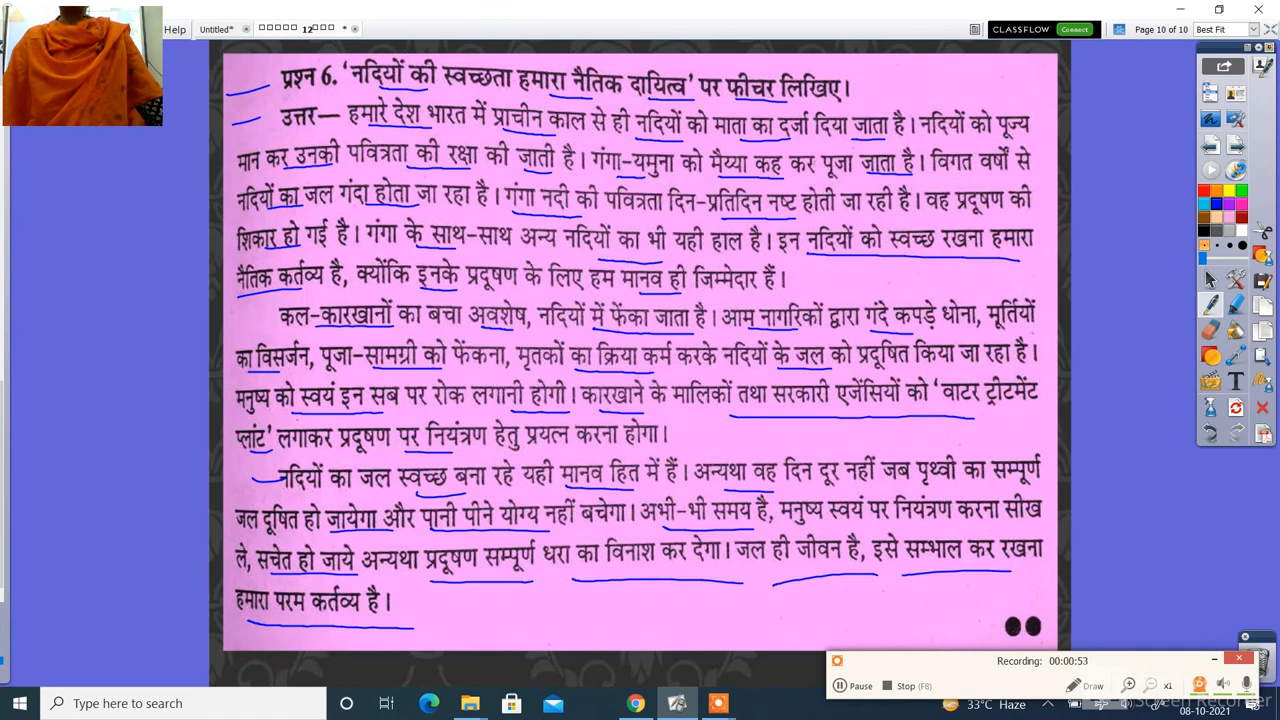 Help
Untitled*
12
*
CLASSFLOW
Connect
Page 10 of 10
Best Fit
प्रश्न 6. 'नदियों की स्वच्छता हमारा नैतिक दायित्व' पर फीचर लिखिए।
उत्तर— हमारे देश भारत में प्राचीन काल से ही नदियों को माता का दर्जा दिया जाता है। नदियों को पूज्य
मान कर उनकी पवित्रता की रक्षा की जाती है। गंगा-यमुना को मैय्या कह कर पूजा जाता है। विगत वर्षों से
नदियों का जल गंदा होता जा रहा है। गंगा नदी की पवित्रता दिन-प्रतिदिन नष्ट होती जा रही है। वह प्रदूषण की
शिकार हो गई है। गंगा के साथ-साथ अन्य नदियों का भी यही हाल है। इन नदियों को स्वच्छ रखना हमारा
नैतिक कर्तव्य है, क्योंकि इनके प्रदूषण के लिए हम मानव ही जिम्मेदार हैं।
कल-कारखानों का बचा अवशेष, नदियों में फेंका जाता है। आम नागरिकों द्वारा गंदे कपड़े धोना, मूर्तियों
का विसर्जन, पूजा-सामग्री को फेंकना, मृतकों का क्रिया कर्म करके नदियों के जल को प्रदूषित किया जा रहा है।
मनुष्य को स्वयं इन सब पर रोक लगानी होगी। कारखाने के मालिकों तथा सरकारी एजेंसियों को 'वाटर ट्रीटमेंट
प्लांट' लगाकर प्रदूषण पर नियंत्रण हेतु प्रयत्न करना होगा।
नदियों का जल स्वच्छ बना रहे यही मानव हित में हैं। अन्यथा वह दिन दूर नहीं जब पृथ्वी का सम्पूर्ण
जल दूषित हो जायेगा और पानी पीने योग्य नहीं बचेगा। अभी-भी समय है, मनुष्य स्वयं पर नियंत्रण करना सीख
ले, सचेत हो जाये अन्यथा प्रदूषण सम्पूर्ण धरा का विनाश कर देगा। जल ही जीवन है, इसे सम्भाल कर रखना
हमारा परम कर्तव्य है।
Recording: 00:00:53
Pause
Stop (F8)
x1
Draw
Type here to search
33°C Haze
08-10-2021